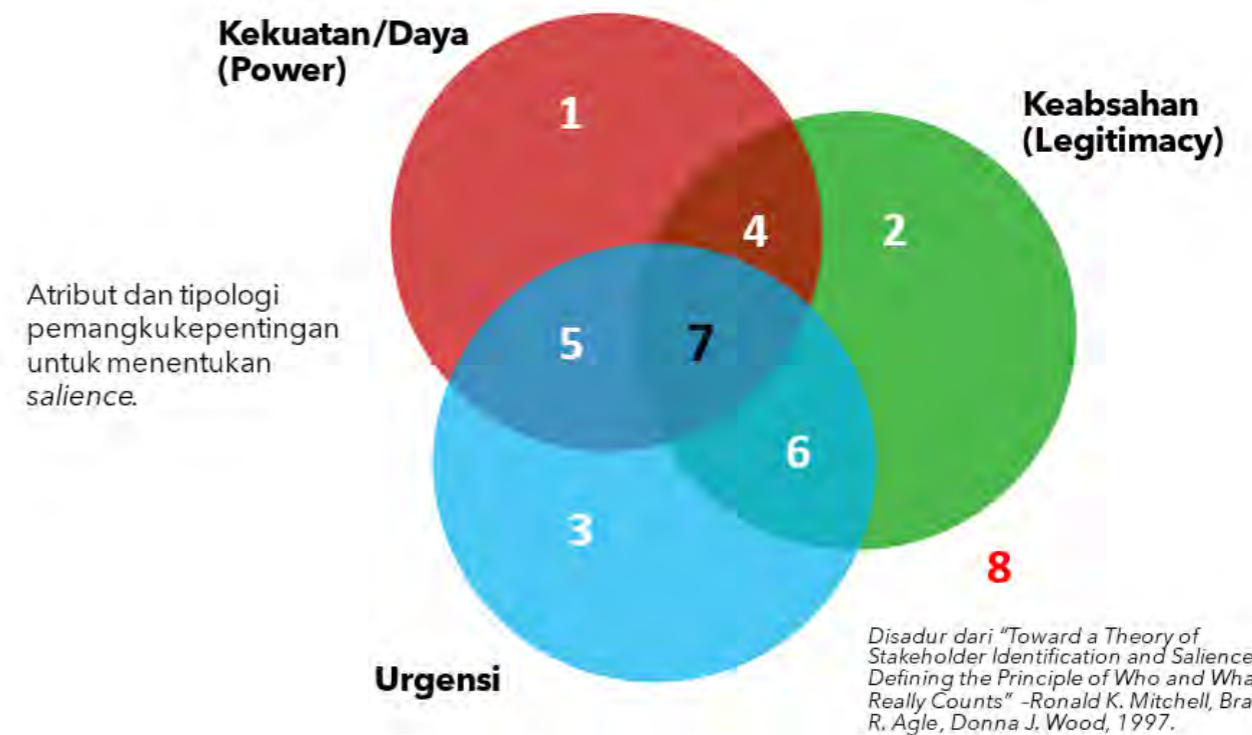 Kekuatan/Daya
(Power)
Keabsahan
(Legitimacy)
1
4
2
Atribut dan tipologi
pemangku kepentingan
untuk menentukan
salience.
5
7
6
3
8
Urgensi
Disadur dari "Toward a Theory of
Stakeholder Identification and Salience
Defining the Principle of Who and Wha
Really Counts" -Ronald K. Mitchell, Bra
R. Agle, Donna J. Wood, 1997.